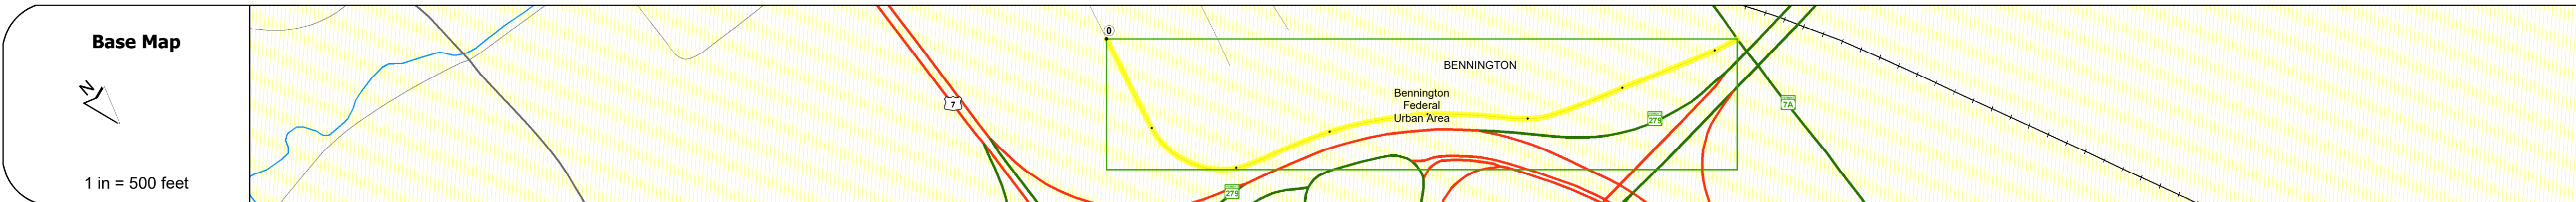 Base Map
N
1 in = 500 feet
7
0
BENNINGTON
Bennington
Federal
Urban Area
279
279
7A